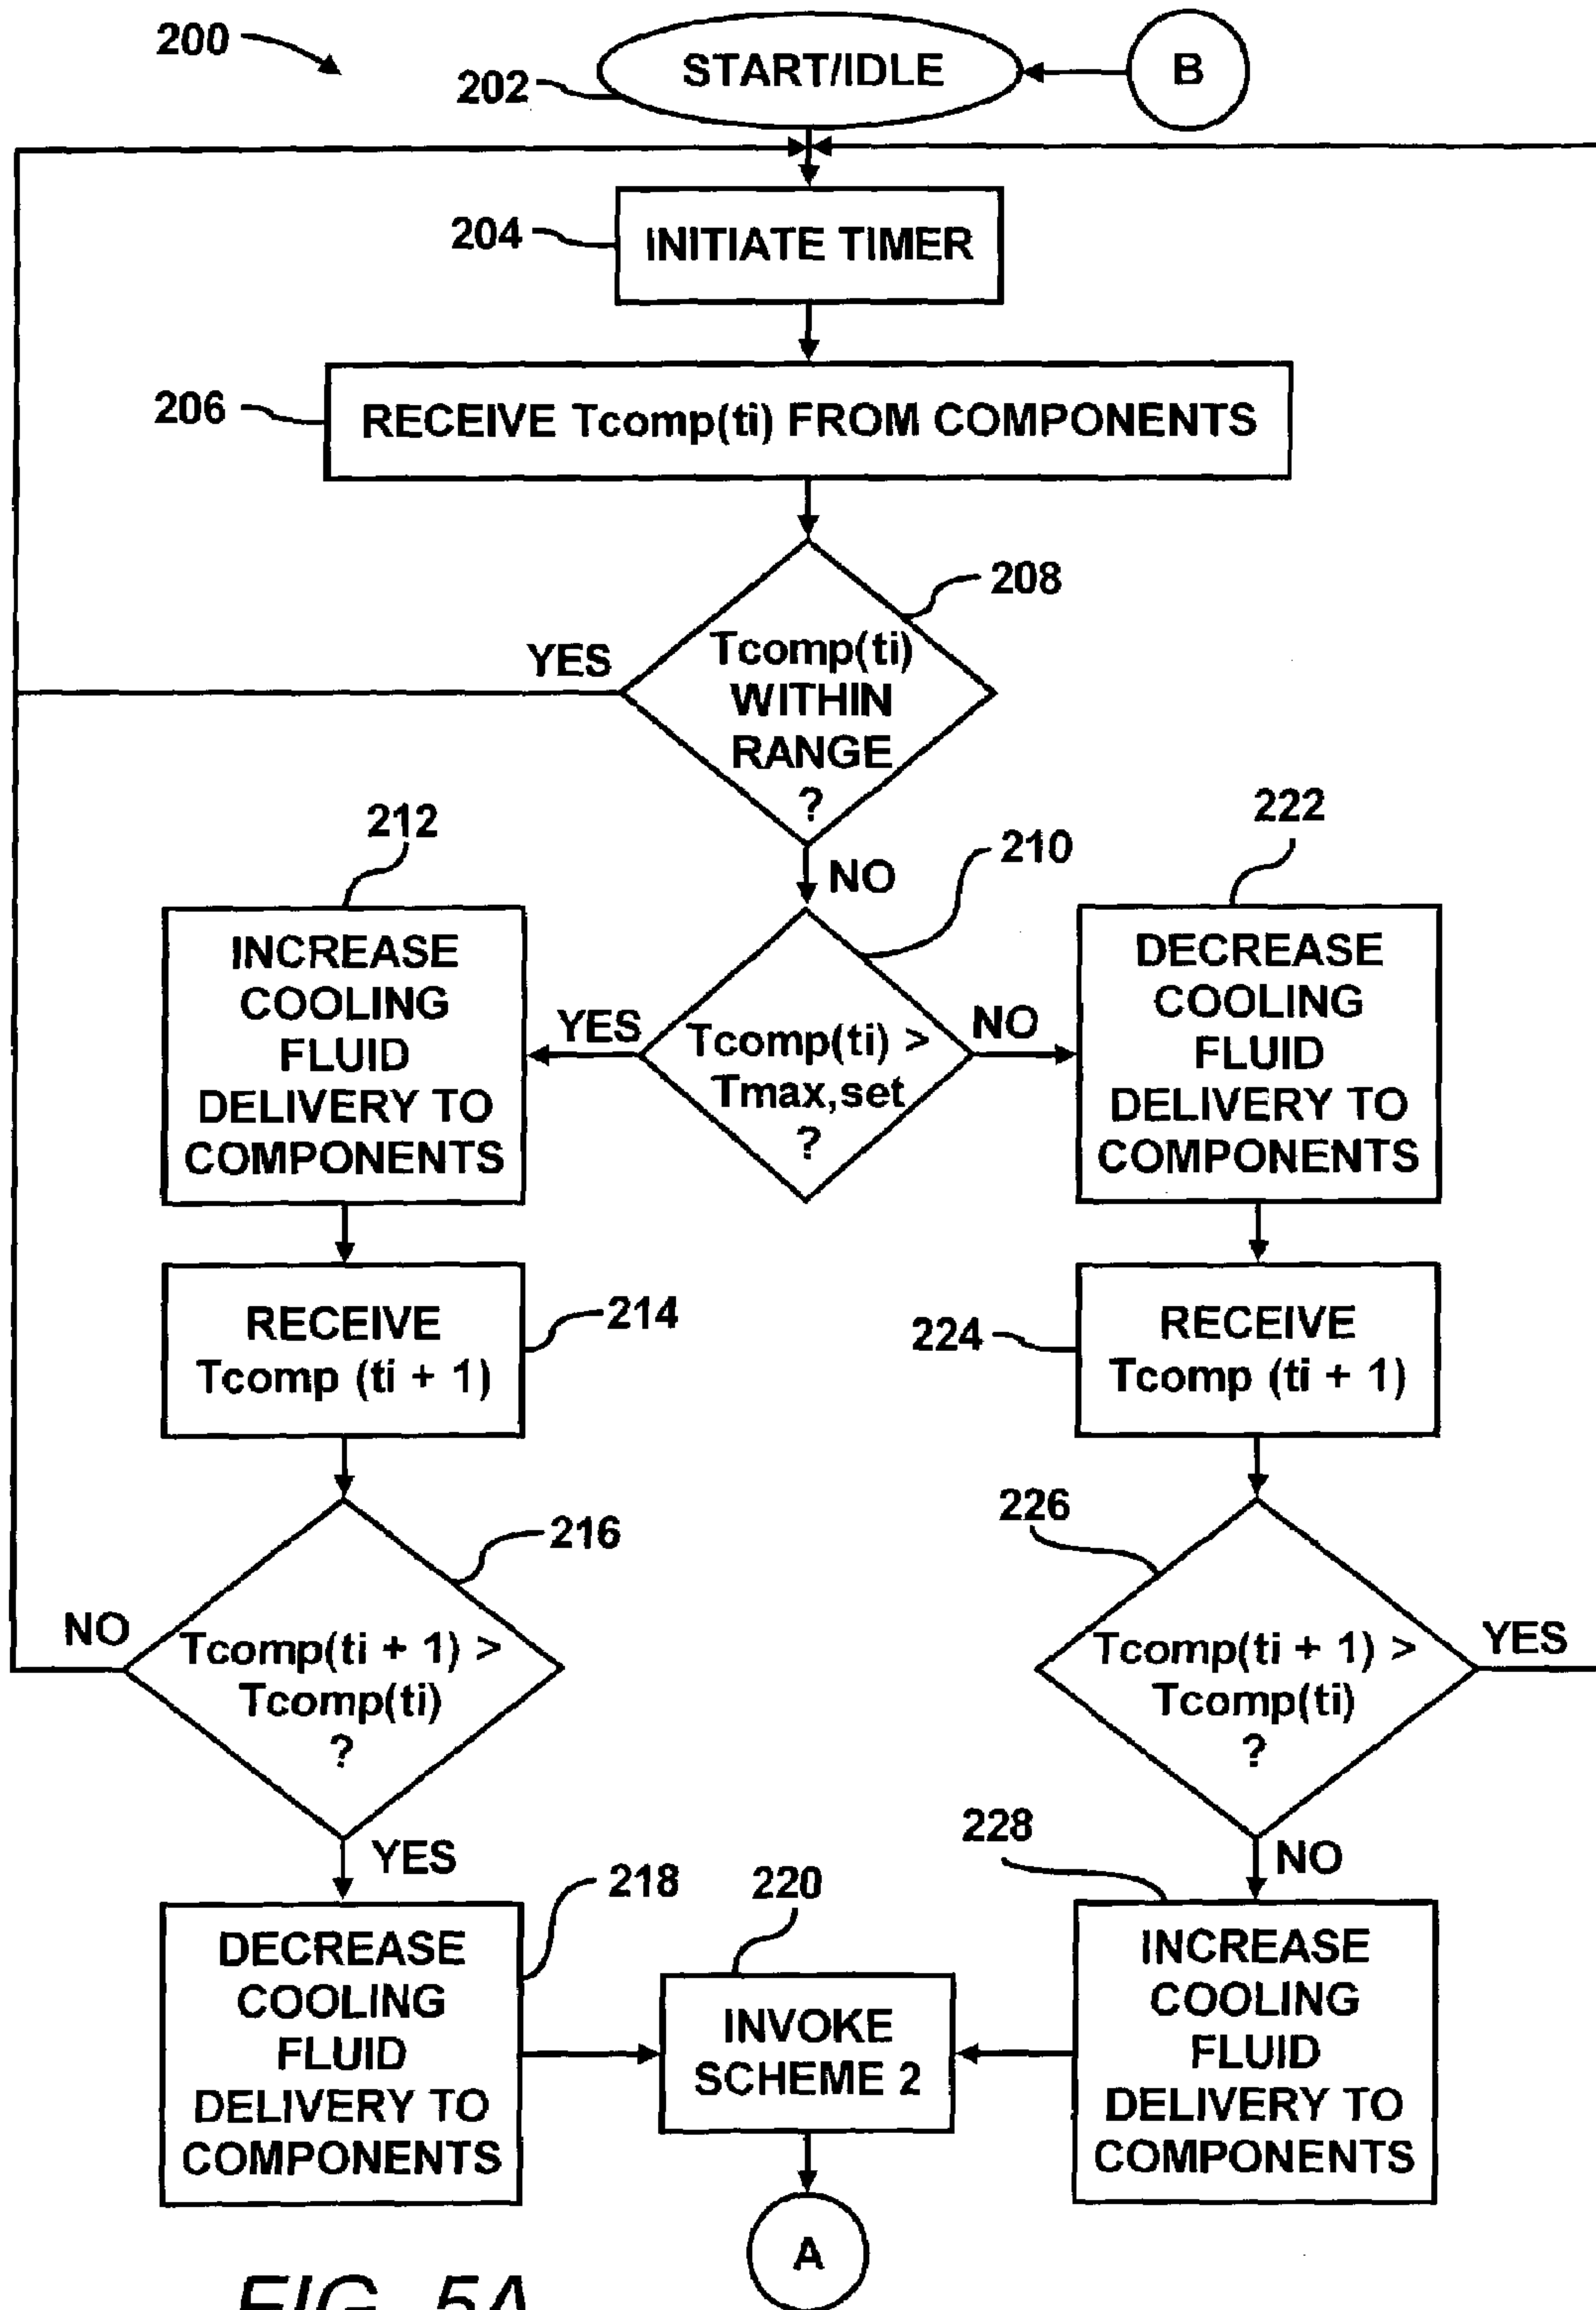 200
202
START/IDLE
B
204
INITIATE TIMER
206
RECEIVE Tcomp(ti) FROM COMPONENTS
208
YES
Tcomp(ti)
WITHIN
RANGE
?
NO
210
212
INCREASE
COOLING
FLUID
DELIVERY TO
COMPONENTS
YES
Tcomp(ti) >
Tmax,set
?
NO
222
DECREASE
COOLING
FLUID
DELIVERY TO
COMPONENTS
RECEIVE
Tcomp (ti + 1)
214
224
RECEIVE
Tcomp (ti + 1)
216
NO
Tcomp(ti + 1) >
Tcomp(ti)
?
YES
226
Tcomp(ti + 1) >
Tcomp(ti)
?
YES
NO
218
DECREASE
COOLING
FLUID
DELIVERY TO
COMPONENTS
220
INVOKE
SCHEME 2
228
INCREASE
COOLING
FLUID
DELIVERY TO
COMPONENTS
A
FIG. 5A